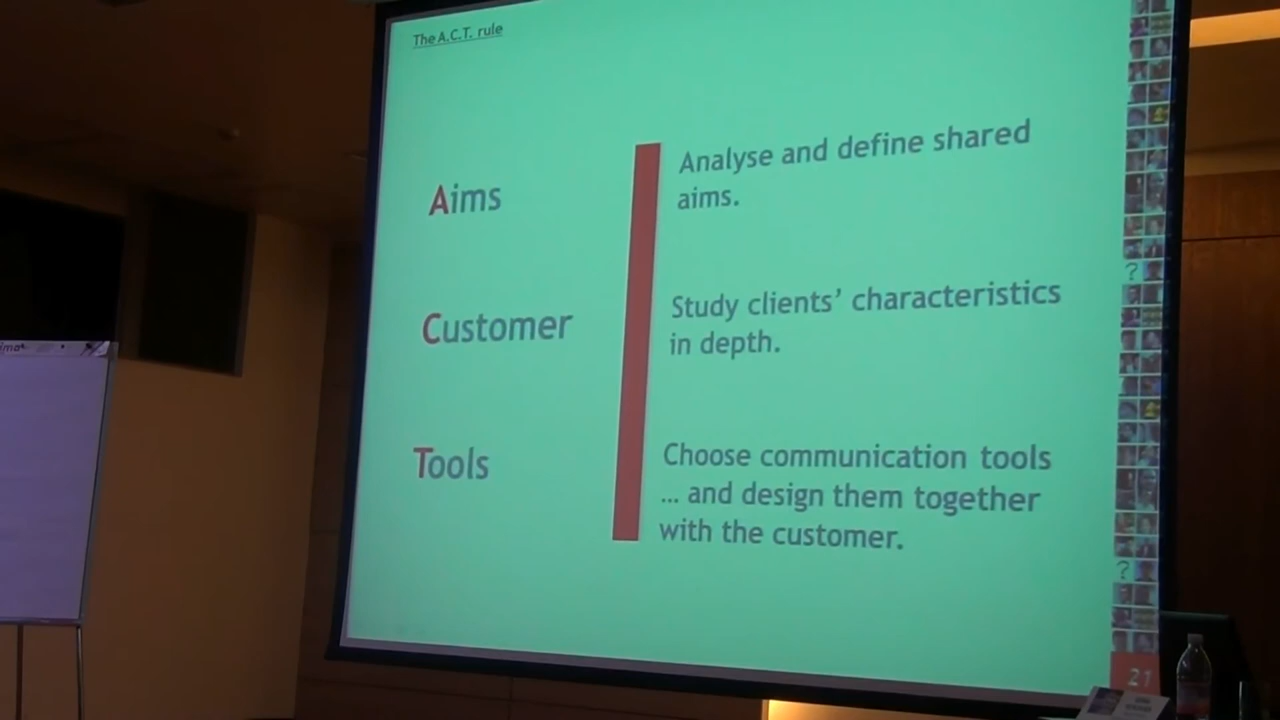 The A.C.T. rule
Aims
Analyse and define shared
aims.
Customer
Study clients' characteristics
in depth.
Tools
Choose communication tools
... and design them together
with the customer.
?
?
21